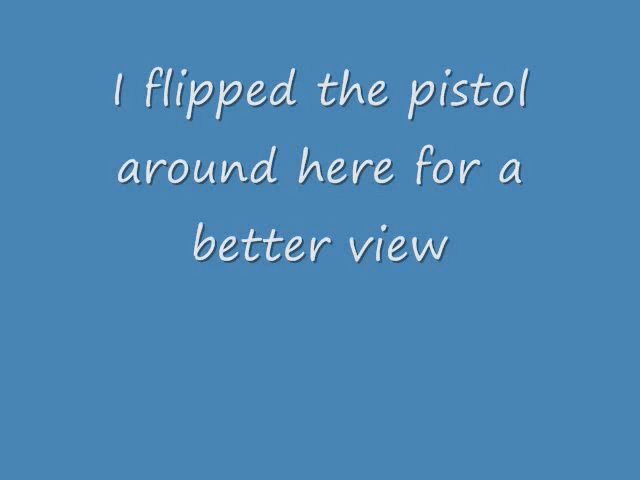 I flipped the pistol
around here for a
better view